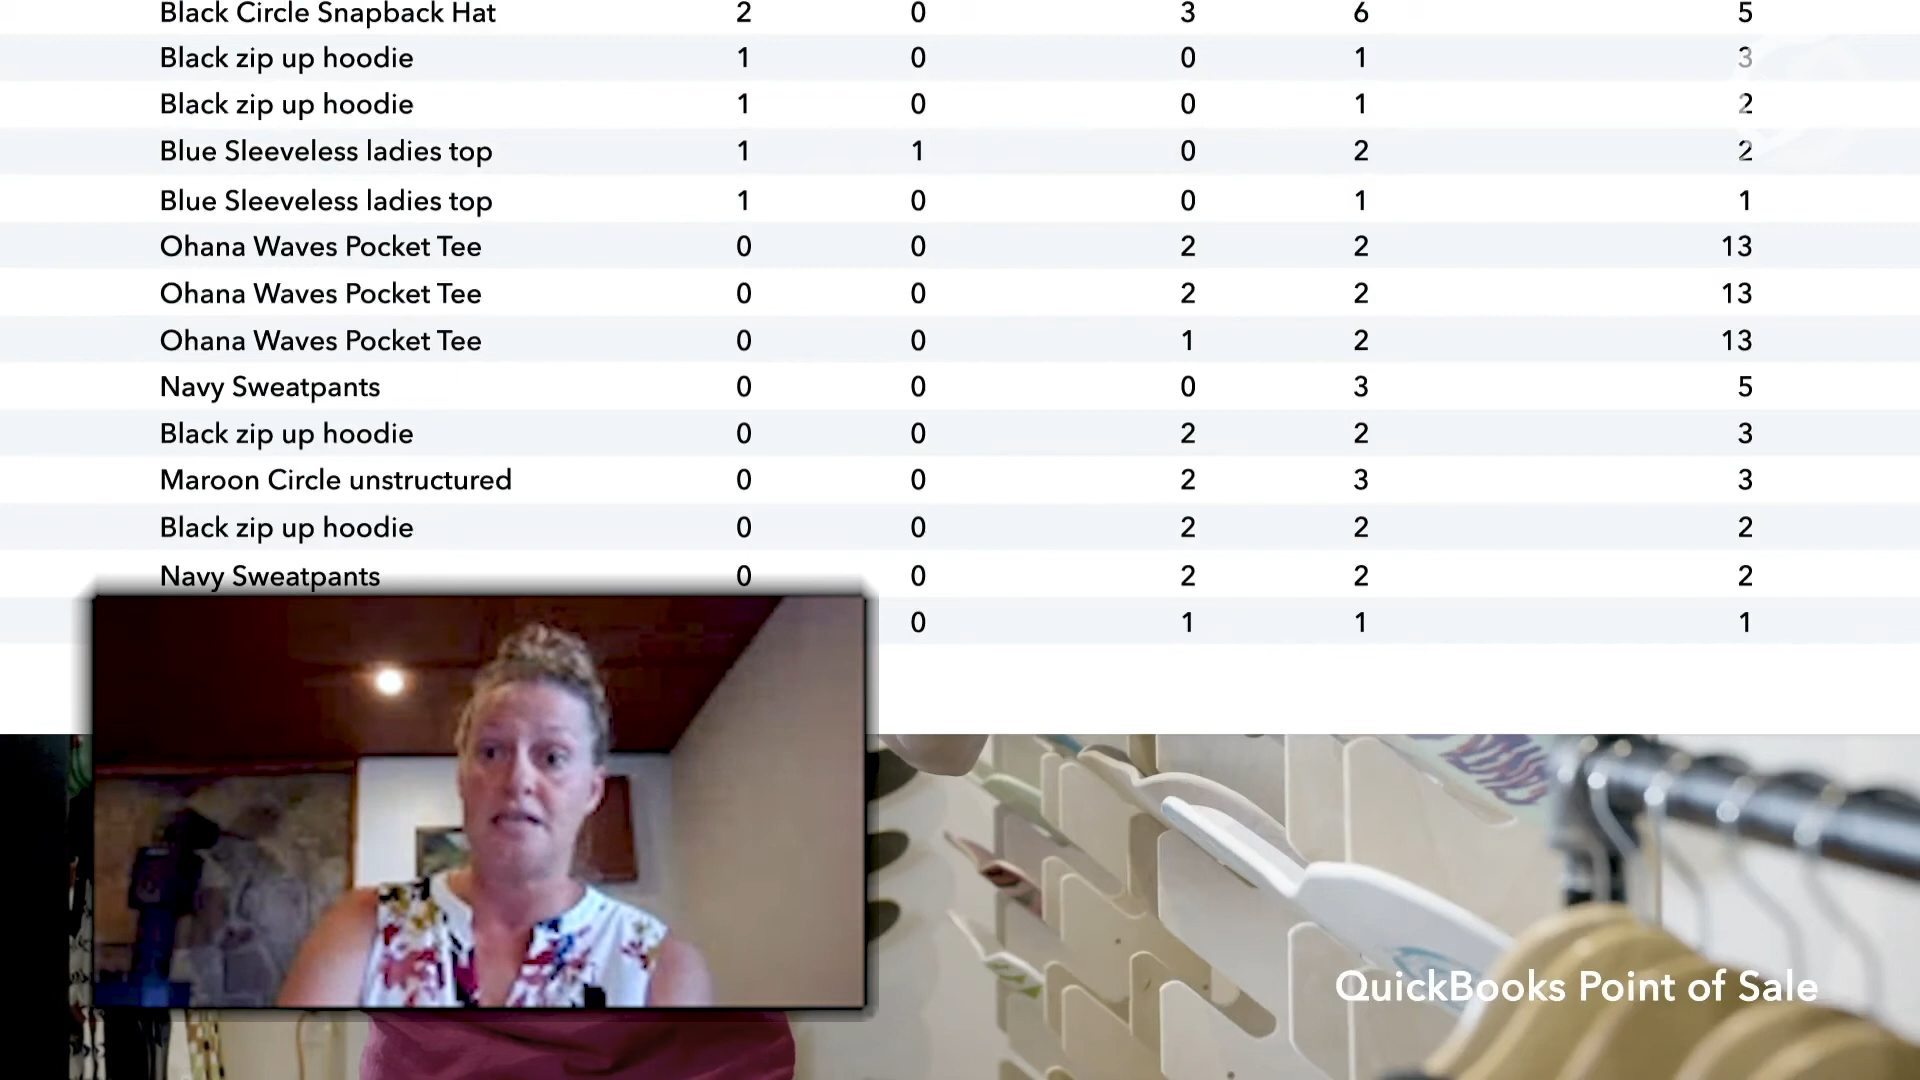 Black Circle Snapback Hat 2 0 3 6 5
Black zip up hoodie 1 0 0 1 3
Black zip up hoodie 1 0 0 1 2
Blue Sleeveless ladies top 1 1 0 2 2
Blue Sleeveless ladies top 1 0 0 1 1
Ohana Waves Pocket Tee 0 0 2 2 13
Ohana Waves Pocket Tee 0 0 2 2 13
Ohana Waves Pocket Tee 0 0 1 2 13
Navy Sweatpants 0 0 0 3 5
Black zip up hoodie 0 0 2 2 3
Maroon Circle unstructured 0 0 2 3 3
Black zip up hoodie 0 0 2 2 2
Navy Sweatpants 0 0 2 2 2
0 1 1 1
QuickBooks Point of Sale